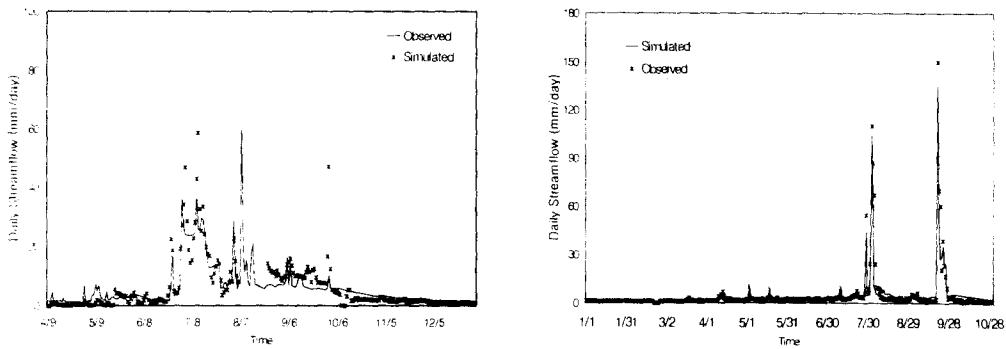 Observed
Simulated
80
60
Daily Streamflow (mm/day)
4/9 5/9 6/8 7/8 8/7 9/6 10/6 11/5 12/5
Time
180
150
120
90
60
30
0
Simulated
Observed
Daily Streamflow (mm/day)
1/1 1/31 3/2 4/1 5/1 5/31 6/30 7/30 8/29 9/28 10/28
Time